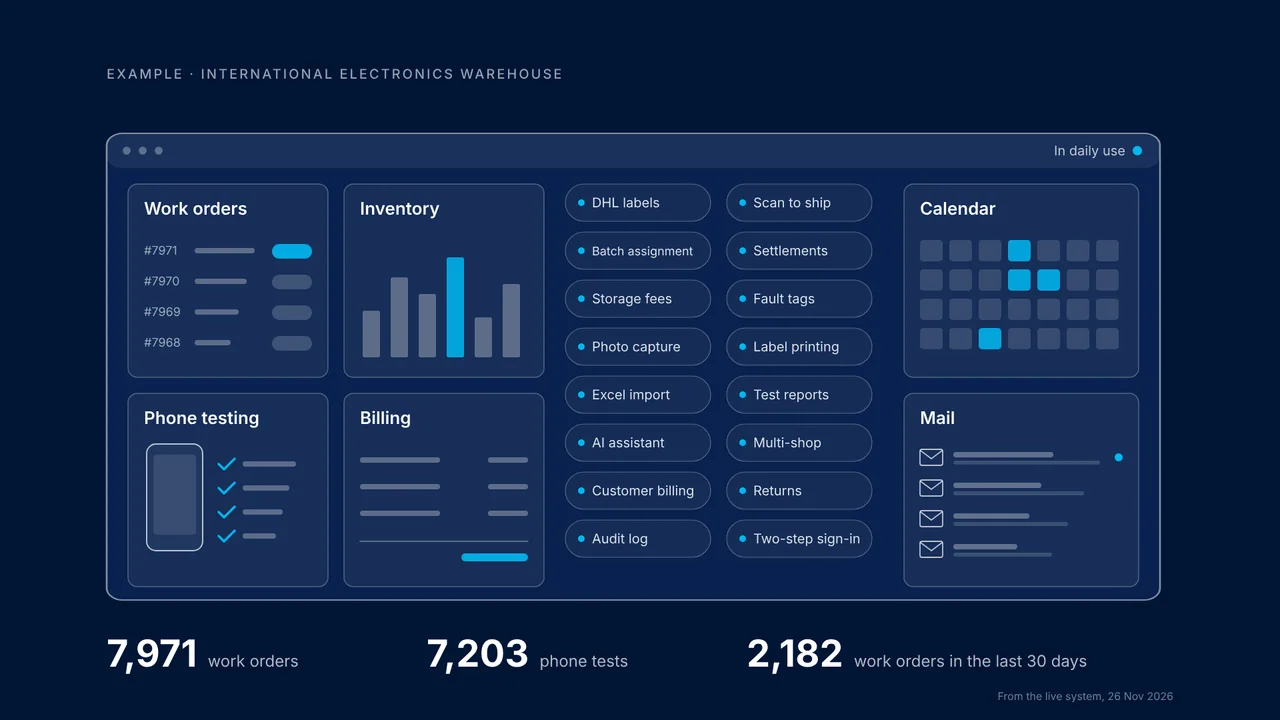 EXAMPLE · INTERNATIONAL ELECTRONICS WAREHOUSE
In daily use
Work orders
#7971
#7970
#7969
#7968
Inventory
DHL labels
Scan to ship
Batch assignment
Settlements
Storage fees
Fault tags
Photo capture
Label printing
Excel import
Test reports
AI assistant
Multi-shop
Customer billing
Returns
Audit log
Two-step sign-in
Calendar
Phone testing
Billing
Mail
7,971 work orders
7,203 phone tests
2,182 work orders in the last 30 days
From the live system, 26 Nov 2026